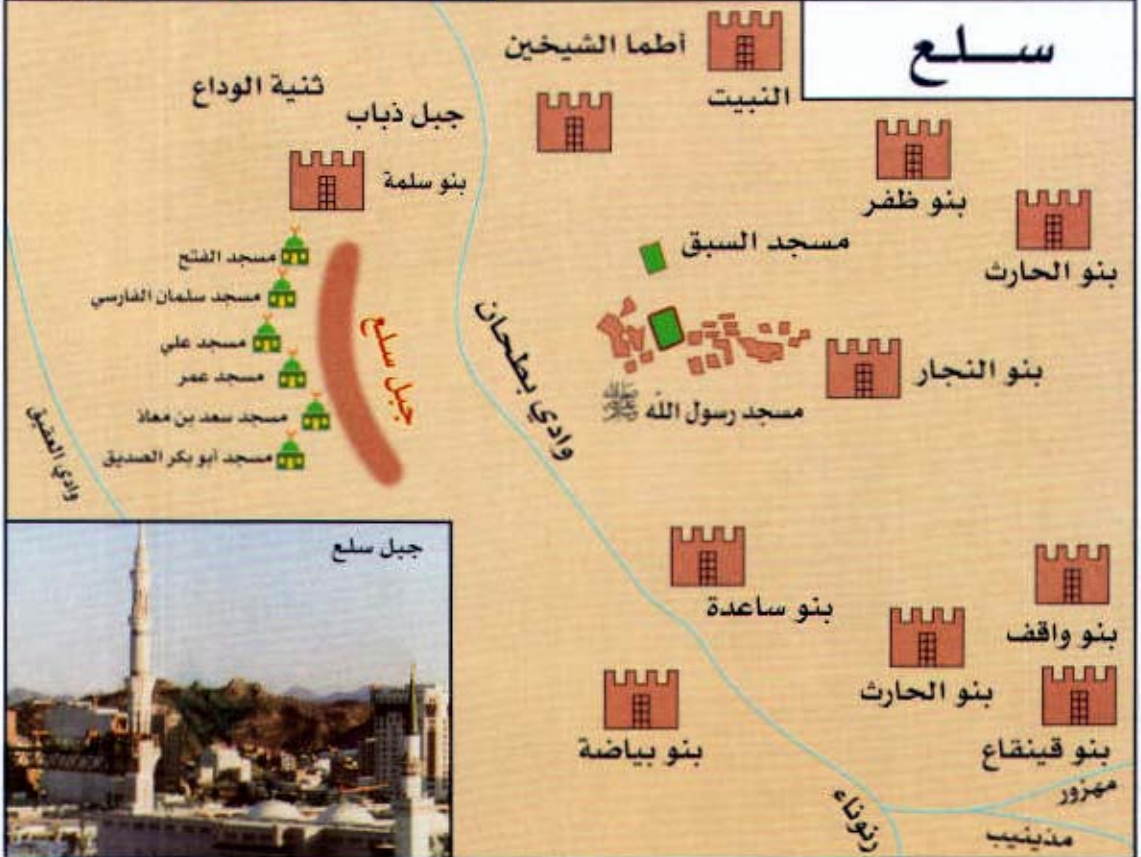 سلع
أطما الشيخين
النبيت
ثنية الوداع
جبل ذباب
بنو سلمة
بنو ظفر
بنو الحارث
مسجد السبق
مسجد الفتح
مسجد سلمان الفارسي
مسجد علي
مسجد عمر
مسجد سعد بن معاذ
مسجد أبو بكر الصديق
جبل سلع
وادي بطحان
وادي العقيق
بنو النجار
مسجد رسول الله ﷺ
بنو ساعدة
بنو واقف
بنو الحارث
بنو قينقاع
بنو بياضة
مهزور
مذينيب
رنوناء
جبل سلع